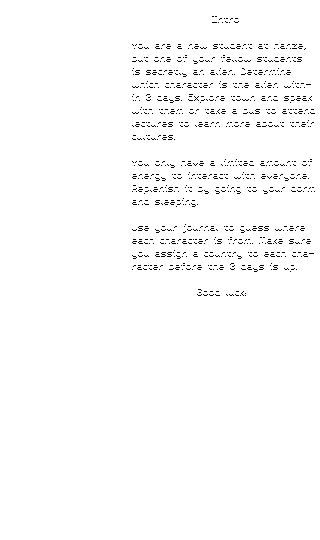 Intro
You are a new student at Hanze,
but one of your fellow students
is secretly an alien. Determine
which character is the alien with-
in 3 days. Explore town and speak
with them or take a bus to attend
lectures to learn more about their
cultures.
You only have a limited amount of
energy to interact with everyone.
Replenish it by going to your dorm
and sleeping.
Use your journal to guess where
each character is from. Make sure
you assign a country to each cha-
racter before the 3 days is up.
Good luck!